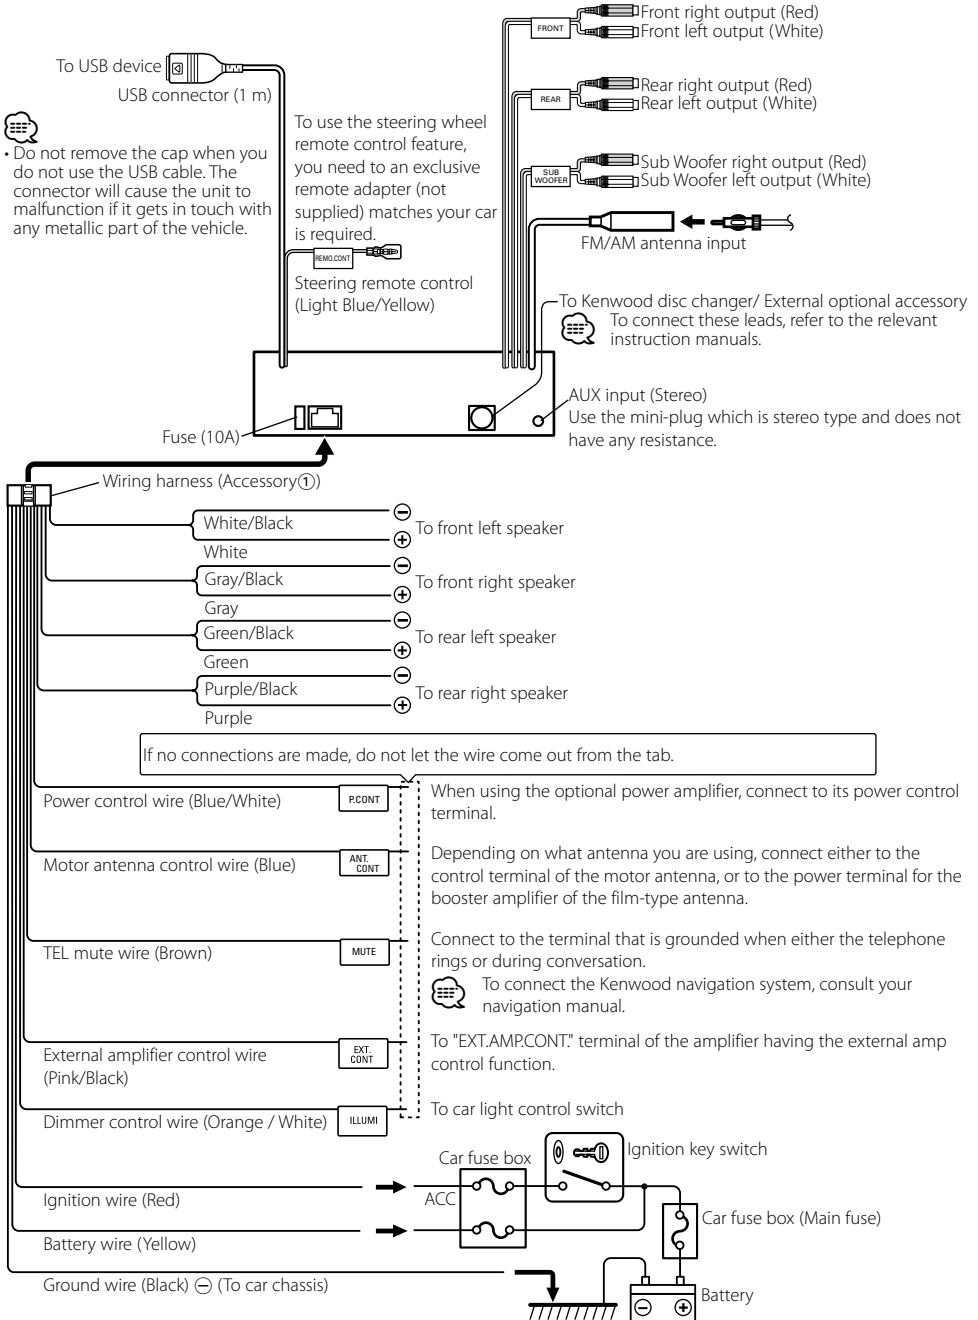 FRONT
Front right output (Red)
Front left output (White)
To USB device
USB connector (1 m)
REAR
Rear right output (Red)
Rear left output (White)
• Do not remove the cap when you
do not use the USB cable. The
connector will cause the unit to
malfunction if it gets in touch with
any metallic part of the vehicle.
To use the steering wheel
remote control feature,
you need to an exclusive
remote adapter (not
supplied) matches your car
is required.
SUB
WOOFER
Sub Woofer right output (Red)
Sub Woofer left output (White)
FM/AM antenna input
REMO.CONT
Steering remote control
(Light Blue/Yellow)
To Kenwood disc changer/ External optional accessory
To connect these leads, refer to the relevant
instruction manuals.
AUX input (Stereo)
Use the mini-plug which is stereo type and does not
have any resistance.
Fuse (10A)
Wiring harness (Accessory①)
White/Black
⊖
To front left speaker
White
⊕
Gray/Black
⊖
To front right speaker
Gray
⊕
Green/Black
⊖
To rear left speaker
Green
⊕
Purple/Black
⊖
To rear right speaker
Purple
⊕
If no connections are made, do not let the wire come out from the tab.
Power control wire (Blue/White)
P.CONT
When using the optional power amplifier, connect to its power control
terminal.
Motor antenna control wire (Blue)
ANT.
CONT
Depending on what antenna you are using, connect either to the
control terminal of the motor antenna, or to the power terminal for the
booster amplifier of the film-type antenna.
TEL mute wire (Brown)
MUTE
Connect to the terminal that is grounded when either the telephone
rings or during conversation.
To connect the Kenwood navigation system, consult your
navigation manual.
External amplifier control wire
(Pink/Black)
EXT.
CONT
To "EXT.AMP.CONT." terminal of the amplifier having the external amp
control function.
Dimmer control wire (Orange / White)
ILLUMI
To car light control switch
Car fuse box
Ignition key switch
Ignition wire (Red)
ACC
Battery wire (Yellow)
Car fuse box (Main fuse)
Ground wire (Black) ⊖ (To car chassis)
Battery
⊖ ⊕